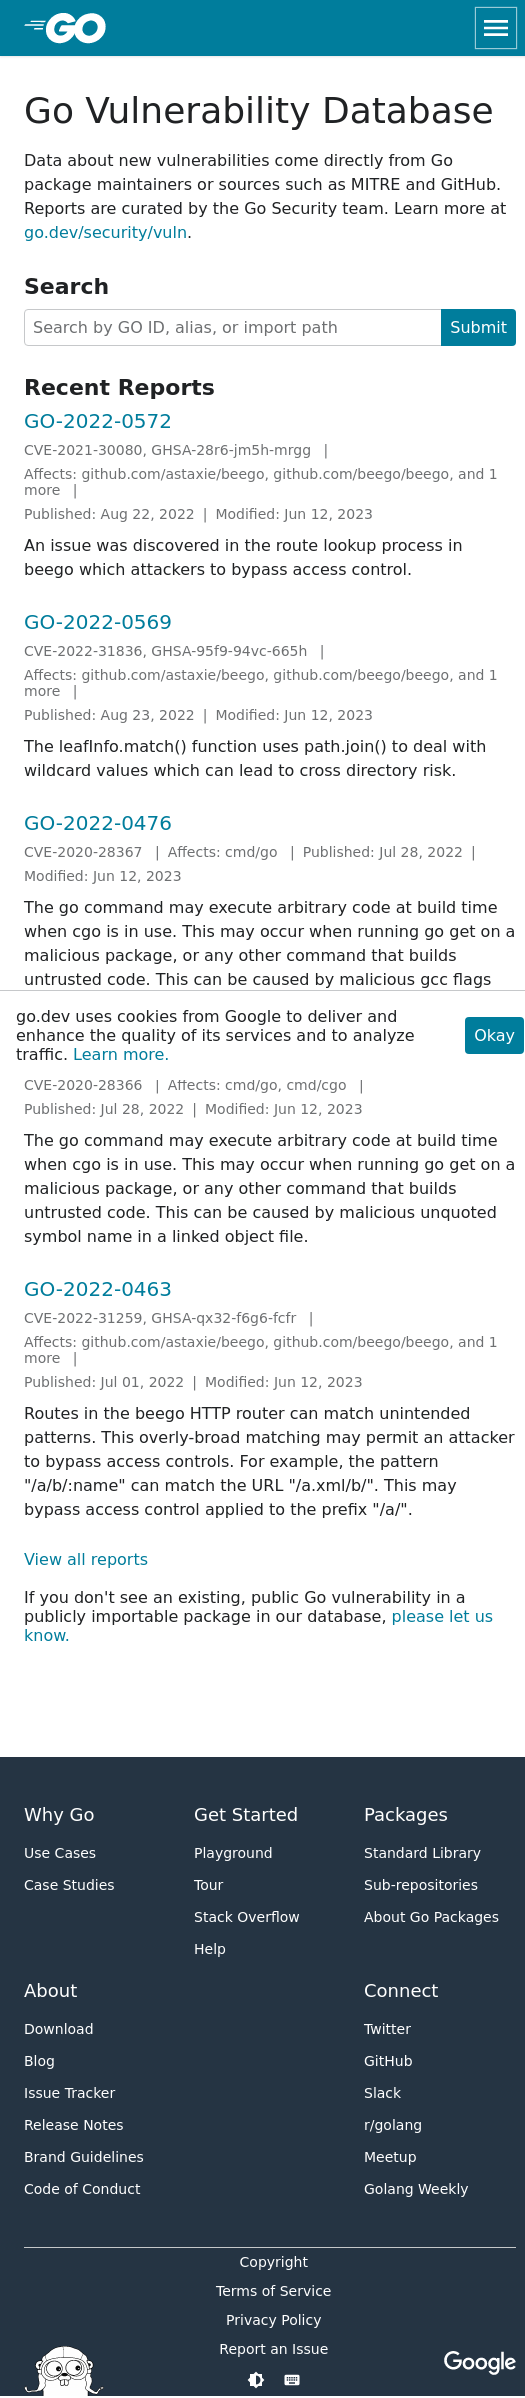 GO
Go Vulnerability Database
Data about new vulnerabilities come directly from Go
package maintainers or sources such as MITRE and GitHub.
Reports are curated by the Go Security team. Learn more at
go.dev/security/vuln.
Search
Search by GO ID, alias, or import path
Submit
Recent Reports
GO-2022-0572
CVE-2021-30080, GHSA-28r6-jm5h-mrgg |
Affects: github.com/astaxie/beego, github.com/beego/beego, and 1
more |
Published: Aug 22, 2022 | Modified: Jun 12, 2023
An issue was discovered in the route lookup process in
beego which attackers to bypass access control.
GO-2022-0569
CVE-2022-31836, GHSA-95f9-94vc-665h |
Affects: github.com/astaxie/beego, github.com/beego/beego, and 1
more |
Published: Aug 23, 2022 | Modified: Jun 12, 2023
The leafInfo.match() function uses path.join() to deal with
wildcard values which can lead to cross directory risk.
GO-2022-0476
CVE-2020-28367 | Affects: cmd/go | Published: Jul 28, 2022 |
Modified: Jun 12, 2023
The go command may execute arbitrary code at build time
when cgo is in use. This may occur when running go get on a
malicious package, or any other command that builds
untrusted code. This can be caused by malicious gcc flags
go.dev uses cookies from Google to deliver and
enhance the quality of its services and to analyze
traffic. Learn more.
Okay
CVE-2020-28366 | Affects: cmd/go, cmd/cgo |
Published: Jul 28, 2022 | Modified: Jun 12, 2023
The go command may execute arbitrary code at build time
when cgo is in use. This may occur when running go get on a
malicious package, or any other command that builds
untrusted code. This can be caused by malicious unquoted
symbol name in a linked object file.
GO-2022-0463
CVE-2022-31259, GHSA-qx32-f6g6-fcfr |
Affects: github.com/astaxie/beego, github.com/beego/beego, and 1
more |
Published: Jul 01, 2022 | Modified: Jun 12, 2023
Routes in the beego HTTP router can match unintended
patterns. This overly-broad matching may permit an attacker
to bypass access controls. For example, the pattern
"/a/b/:name" can match the URL "/a.xml/b/". This may
bypass access control applied to the prefix "/a/".
View all reports
If you don't see an existing, public Go vulnerability in a
publicly importable package in our database, please let us
know.
Why Go
Use Cases
Case Studies
Get Started
Playground
Tour
Stack Overflow
Help
Packages
Standard Library
Sub-repositories
About Go Packages
About
Download
Blog
Issue Tracker
Release Notes
Brand Guidelines
Code of Conduct
Connect
Twitter
GitHub
Slack
r/golang
Meetup
Golang Weekly
Copyright
Terms of Service
Privacy Policy
Report an Issue
Google